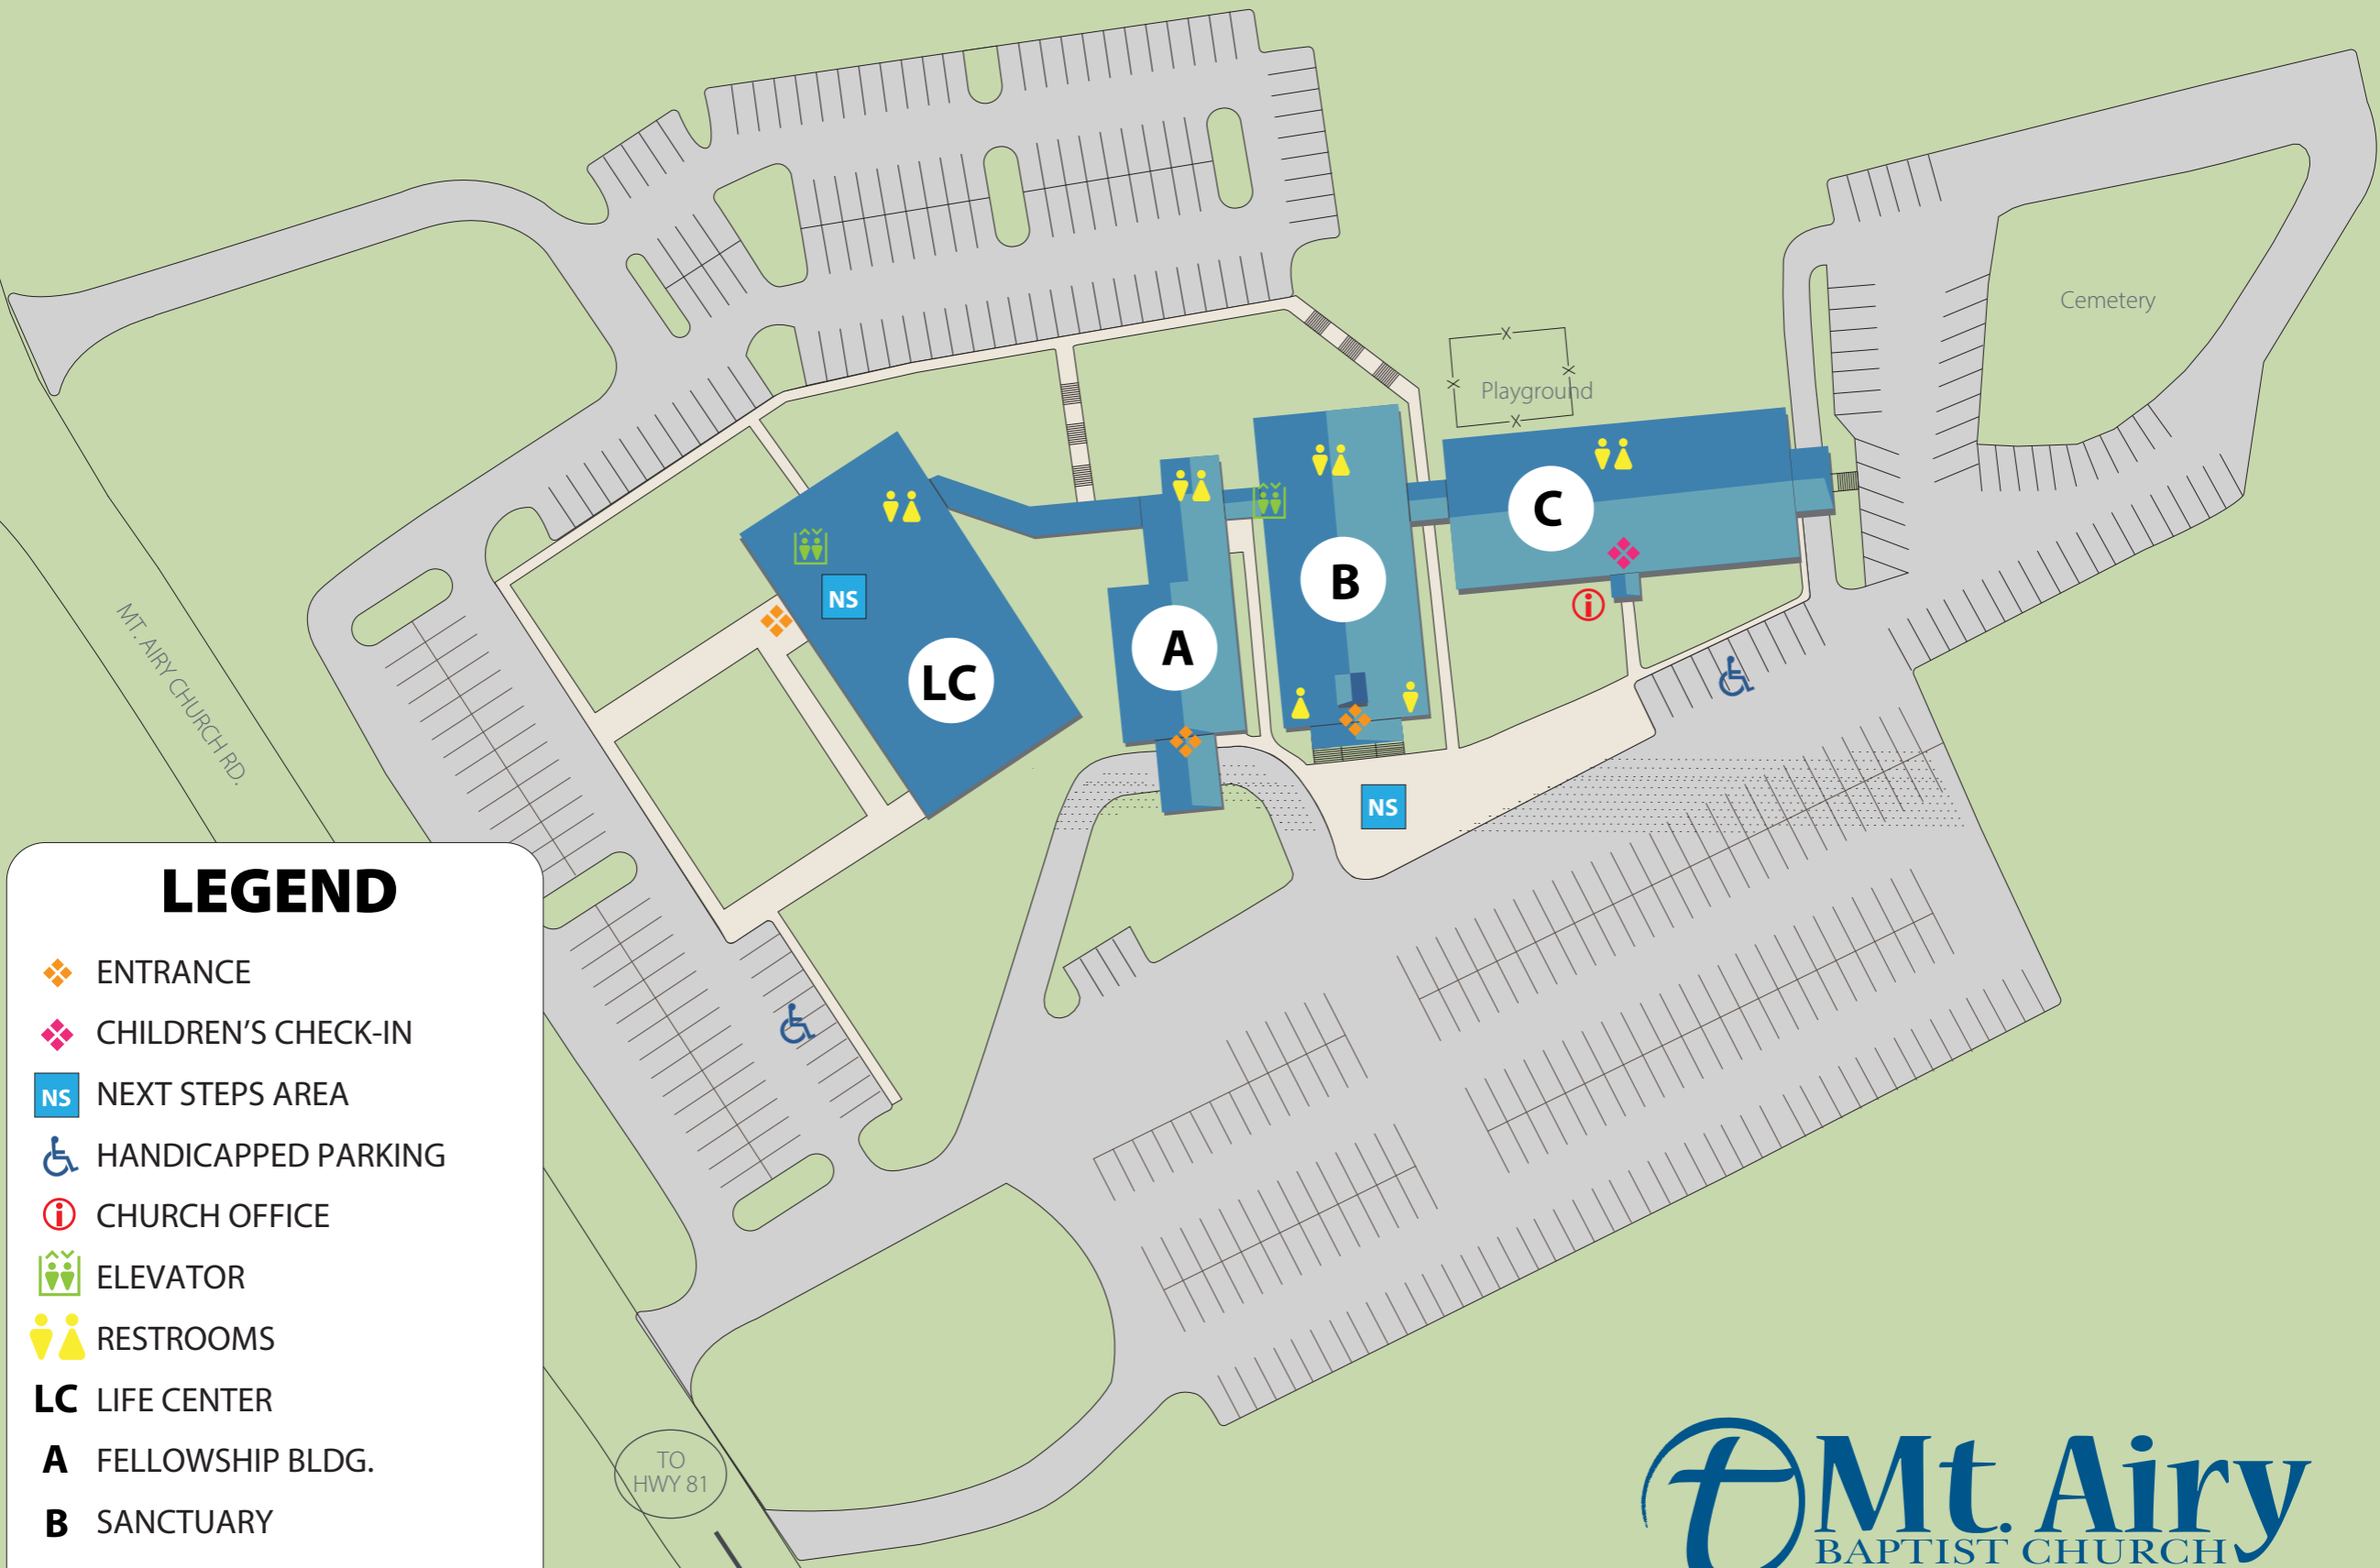 Cemetery
Playground
C
B
A
LC
NS
NS
MT. AIRY CHURCH RD.
LEGEND
ENTRANCE
CHILDREN'S CHECK-IN
NS NEXT STEPS AREA
HANDICAPPED PARKING
i CHURCH OFFICE
ELEVATOR
RESTROOMS
LC LIFE CENTER
A FELLOWSHIP BLDG.
B SANCTUARY
TO
HWY 81
Mt. Airy
BAPTIST CHURCH